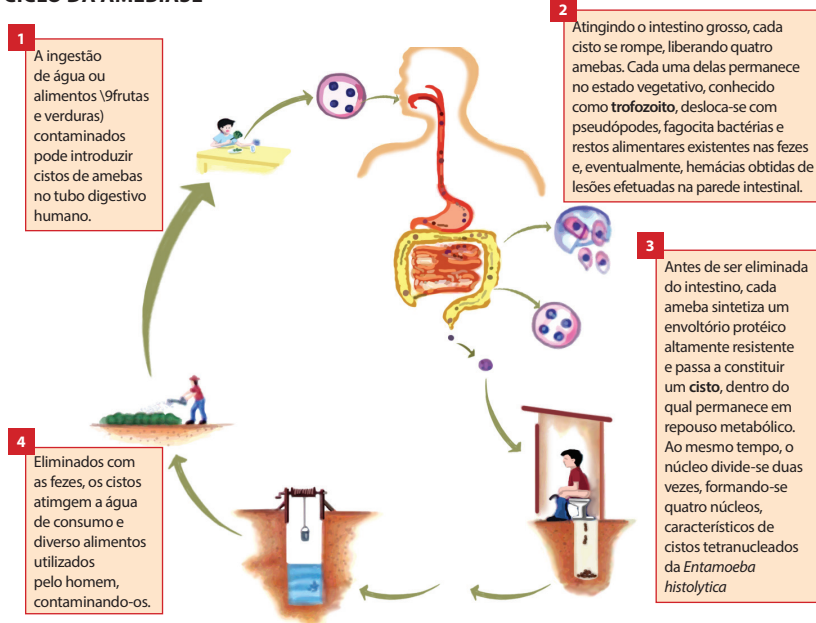 1
A ingestão
de água ou
alimentos \9frutas
e verduras)
contaminados
pode introduzir
cistos de amebas
no tubo digestivo
humano.
2
Atingindo o intestino grosso, cada
cisto se rompe, liberando quatro
amebas. Cada uma delas permanece
no estado vegetativo, conhecido
como trofozoito, desloca-se com
pseudópodes, fagocita bactérias e
restos alimentares existentes nas fezes
e, eventualmente, hemácias obtidas de
lesões efetuadas na parede intestinal.
3
Antes de ser eliminada
do intestino, cada
ameba sintetiza um
envoltório protéico
altamente resistente
e passa a constituir
um cisto, dentro do
qual permanece em
repouso metabólico.
Ao mesmo tempo, o
núcleo divide-se duas
vezes, formando-se
quatro núcleos,
característicos de
cistos tetranucleados
da Entamoeba
histolytica
4
Eliminados com
as fezes, os cistos
atimgem a água
de consumo e
diverso alimentos
utilizados
pelo homem,
contaminando-os.